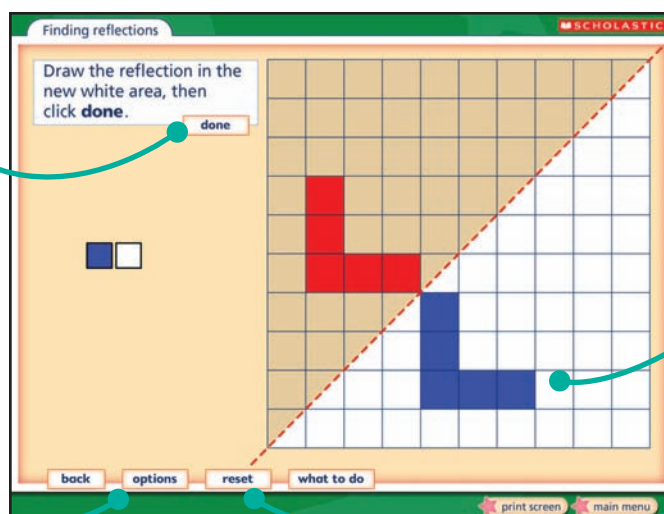 Finding reflections
SCHOLASTIC
Draw the reflection in the
new white area, then
click done.
done
back
options
reset
what to do
print screen
main menu